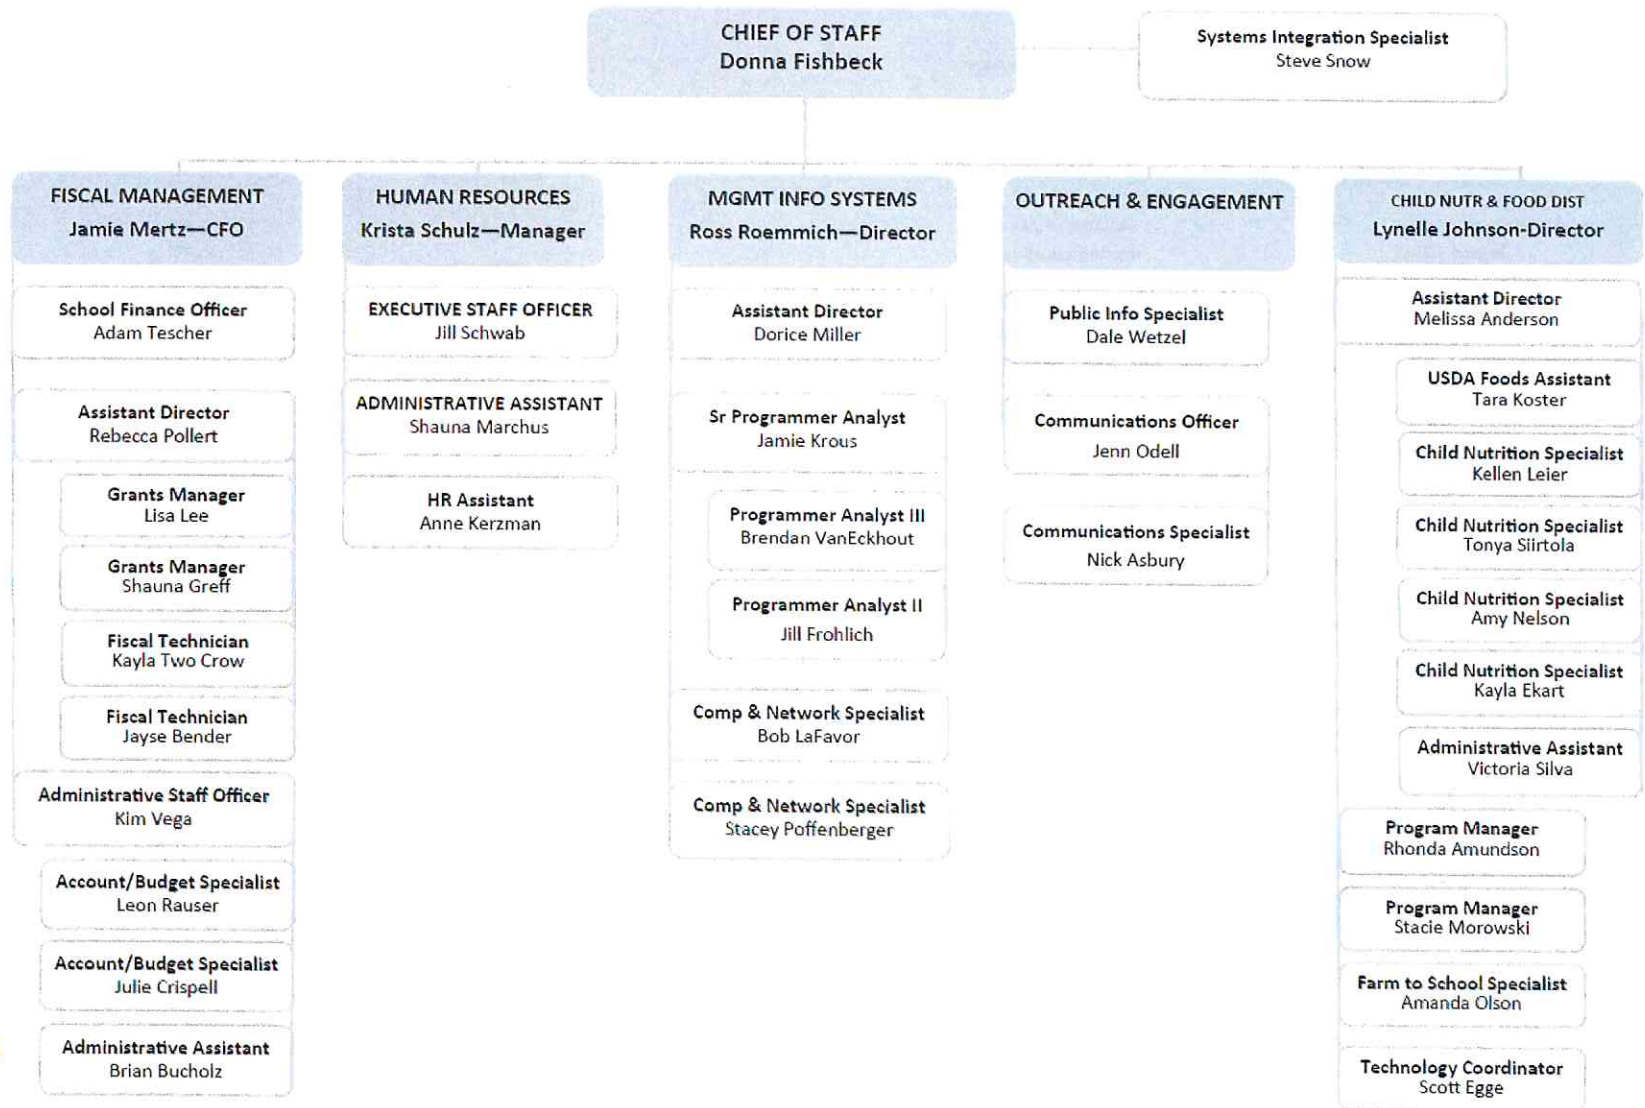 CHIEF OF STAFF
Donna Fishbeck
Systems Integration Specialist
Steve Snow
FISCAL MANAGEMENT
Jamie Mertz—CFO
School Finance Officer
Adam Tescher
Assistant Director
Rebecca Pollert
Grants Manager
Lisa Lee
Grants Manager
Shauna Greff
Fiscal Technician
Kayla Two Crow
Fiscal Technician
Jayse Bender
Administrative Staff Officer
Kim Vega
Account/Budget Specialist
Leon Rauser
Account/Budget Specialist
Julie Crispell
Administrative Assistant
Brian Bucholz
HUMAN RESOURCES
Krista Schulz—Manager
EXECUTIVE STAFF OFFICER
Jill Schwab
ADMINISTRATIVE ASSISTANT
Shauna Marchus
HR Assistant
Anne Kerzman
MGMT INFO SYSTEMS
Ross Roemmich—Director
Assistant Director
Dorice Miller
Sr Programmer Analyst
Jamie Krous
Programmer Analyst III
Brendan VanEckhout
Programmer Analyst II
Jill Frohlich
Comp & Network Specialist
Bob LaFavor
Comp & Network Specialist
Stacey Poffenberger
OUTREACH & ENGAGEMENT
Public Info Specialist
Dale Wetzel
Communications Officer
Jenn Odell
Communications Specialist
Nick Asbury
CHILD NUTR & FOOD DIST
Lynelle Johnson-Director
Assistant Director
Melissa Anderson
USDA Foods Assistant
Tara Koster
Child Nutrition Specialist
Kellen Leier
Child Nutrition Specialist
Tonya Siirtola
Child Nutrition Specialist
Amy Nelson
Child Nutrition Specialist
Kayla Ekart
Administrative Assistant
Victoria Silva
Program Manager
Rhonda Amundson
Program Manager
Stacie Morowski
Farm to School Specialist
Amanda Olson
Technology Coordinator
Scott Egge